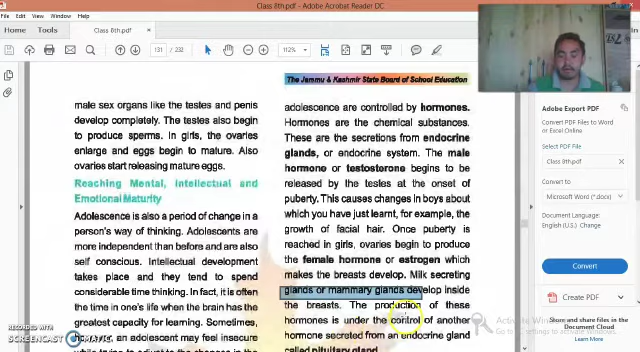 Class 8th.pdf - Adobe Acrobat Reader DC
File Edit View
Home Tools
Class 8th.pdf
131 / 232
112%
The Jammu & Kashmir State Board of School Education
male sex organs like the testes and penis
develop completely. The testes also begin
to produce sperms. In girls, the ovaries
enlarge and eggs begin to mature. Also
ovaries start releasing mature eggs.
Reaching Mental, Intellectual and
Emotional Maturity
Adolescence is also a period of change in a
person's way of thinking. Adolescents are
more independent than before and are also
self conscious. Intellectual development
takes place and they tend to spend
considerable time thinking. In fact, it is often
the time in one's life when the brain has the
greatest capacity for learning. Sometimes,
an adolescent may feel insecure
adolescence are controlled by hormones.
Hormones are the chemical substances.
These are the secretions from endocrine
glands, or endocrine system. The male
hormone or testosterone begins to be
released by the testes at the onset of
puberty. This causes changes in boys about
which you have just learnt, for example, the
growth of facial hair. Once puberty is
reached in girls, ovaries begin to produce
the female hormone or estrogen which
makes the breasts develop. Milk secreting
glands or mammary glands develop inside
the breasts. The production of these
hormones is under the control of another
hormone secreted from an endocrine gland
called pituitary gland.
Adobe Export PDF
Convert PDF Files to Word
or Excel Online
Select PDF File
Class 8th.pdf
Convert to
Microsoft Word (*.docx)
Document Language:
English (U.S.) Change
Convert
Create PDF
Store and share files in the
Document Cloud
Learn More
RECORDED WITH